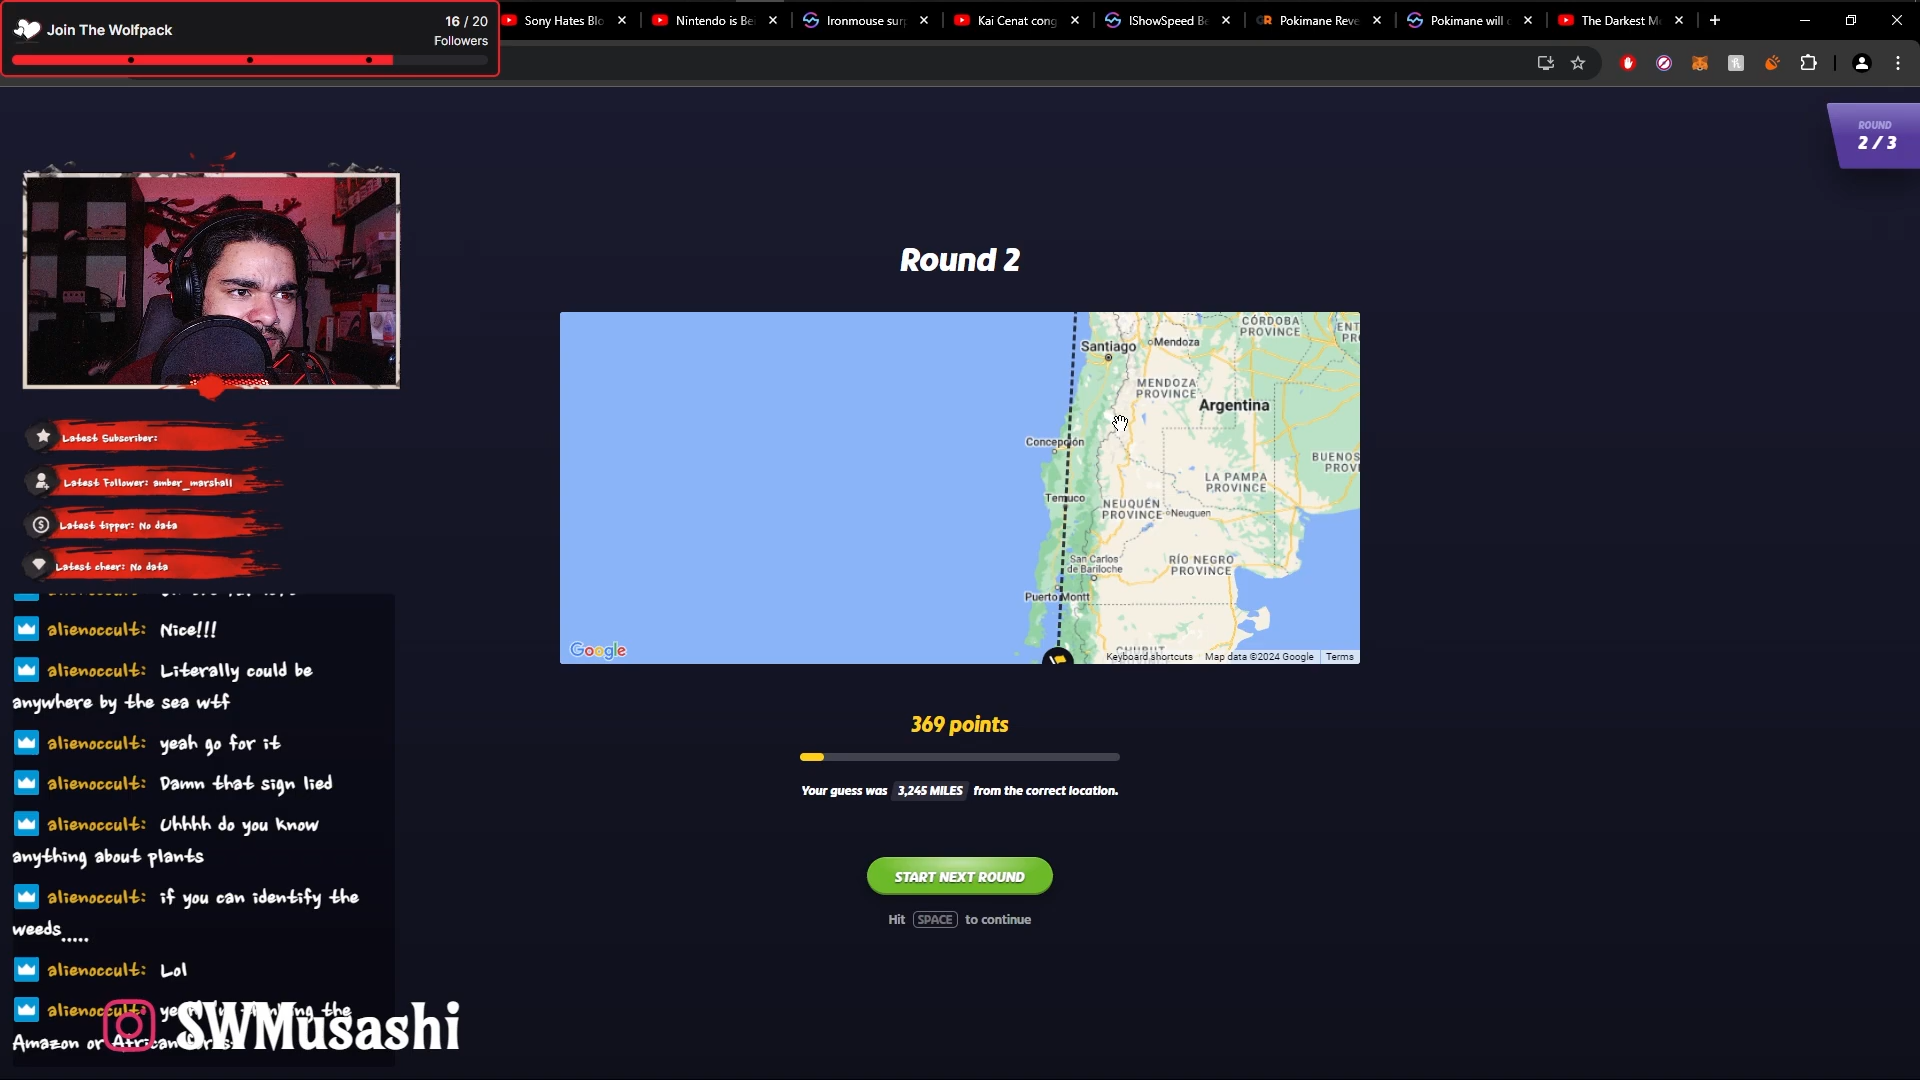 Join The Wolfpack
16 / 20
Followers
Sony Hates Blo
Nintendo is Bei
Ironmouse sur
Kai Cenat cong
IShowSpeed Be
Pokimane Reve
Pokimane will
The Darkest M
ROUND
2 / 3
Round 2
Santiago
Mendoza
CÓRDOBA
PROVINCE
MENDOZA
PROVINCE
Argentina
Concepción
BUENOS
LA PAMPA
PROVINCE
Temuco
NEUQUÉN
PROVINCE
Neuquen
San Carlos
de Bariloche
RÍO NEGRO
PROVINCE
Puerto Montt
Google
Keyboard shortcuts
Map data ©2024 Google
Terms
369 points
Your guess was 3,245 MILES from the correct location.
START NEXT ROUND
Hit SPACE to continue
Latest Subscriber:
Latest Follower: amber_marshall
Latest tipper: No data
Latest cheer: No data
alienoccult: Nice!!!
alienoccult: Literally could be
anywhere by the sea wtf
alienoccult: yeah go for it
alienoccult: Damn that sign lied
alienoccult: Uhhhh do you know
anything about plants
alienoccult: if you can identify the
weeds.....
alienoccult: Lol
alienoccult: the
Amazon or African
SWMusashi